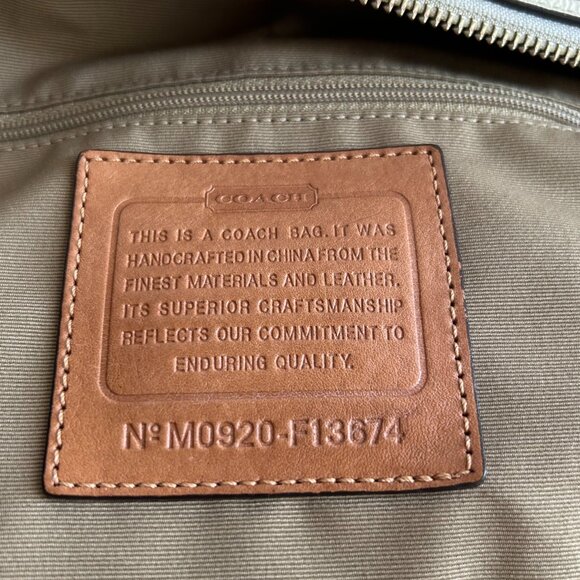 COACH
THIS IS A COACH BAG. IT WAS
HANDCRAFTED IN CHINA FROM THE
FINEST MATERIALS AND LEATHER.
ITS SUPERIOR CRAFTSMANSHIP
REFLECTS OUR COMMITMENT TO
ENDURING QUALITY.
Nº M0920-F13674